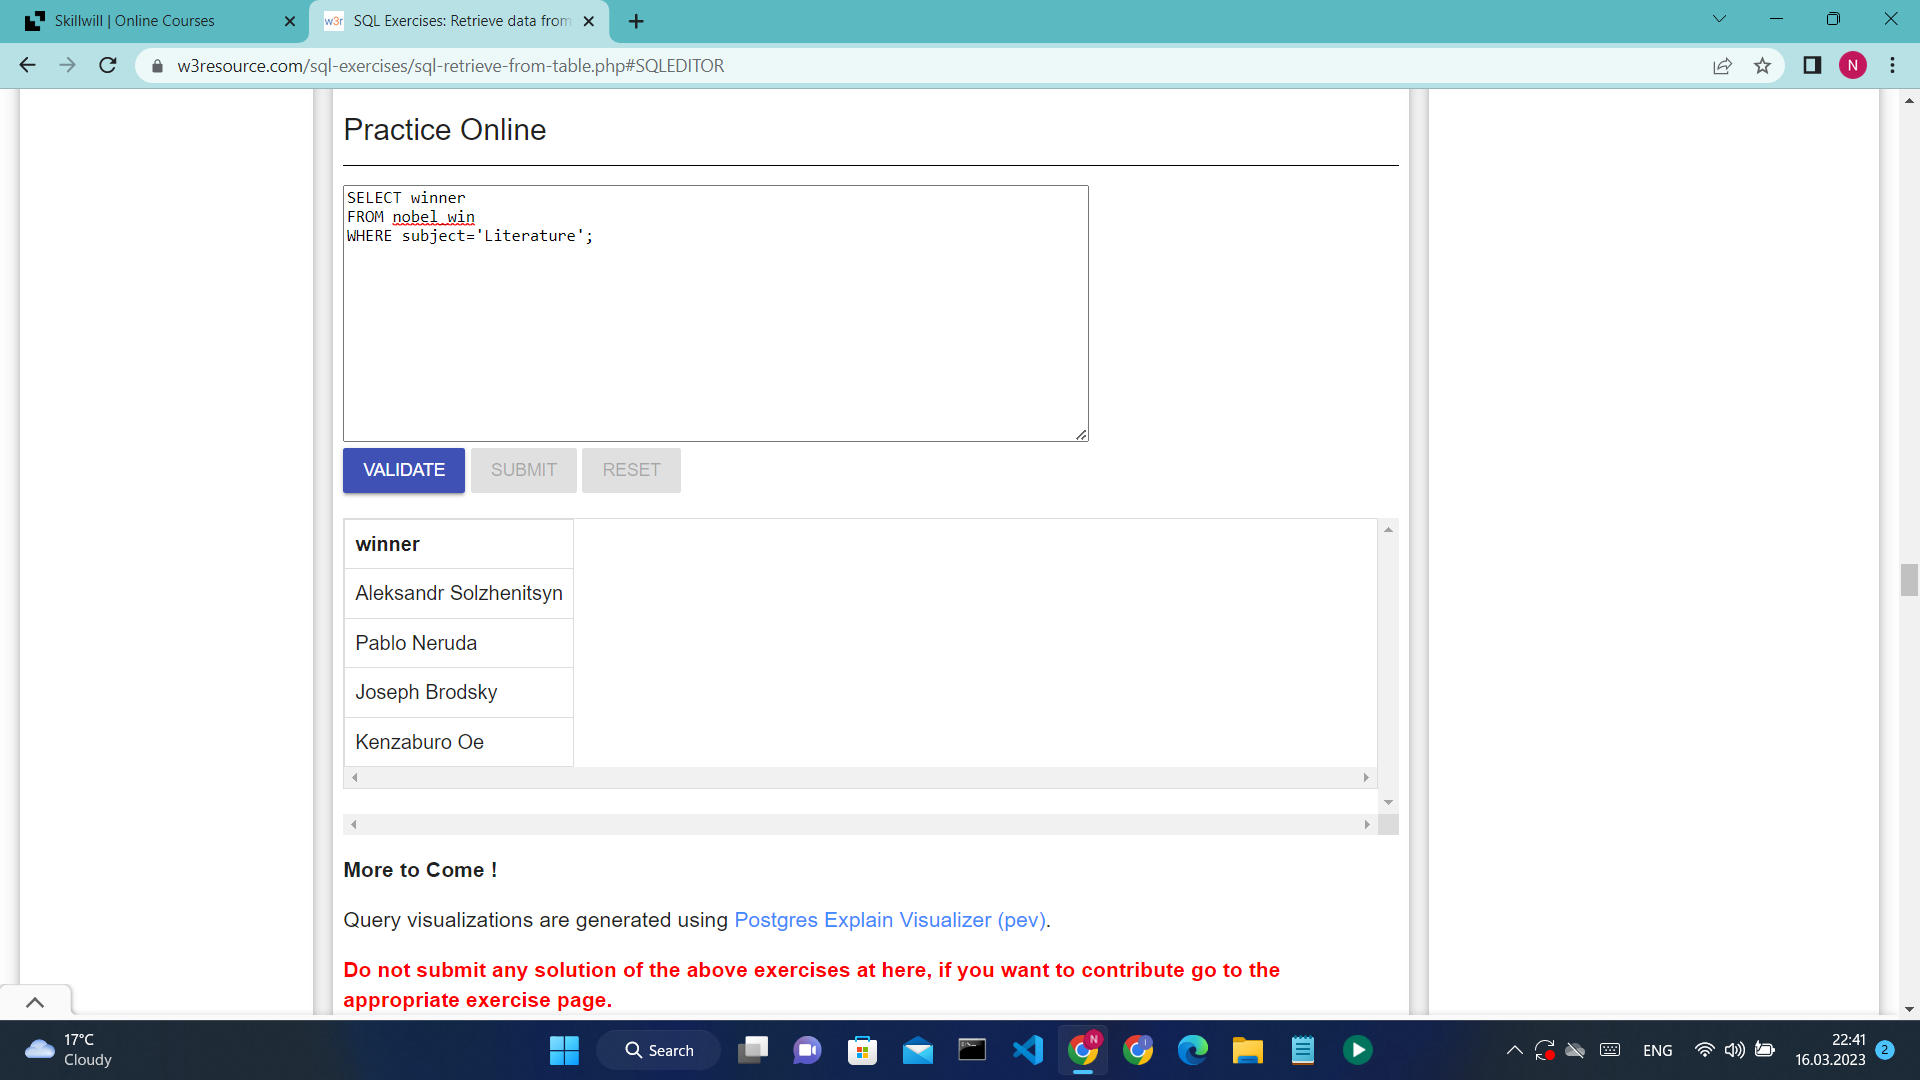 Skillwill | Online Courses
w3r SQL Exercises: Retrieve data from
w3resource.com/sql-exercises/sql-retrieve-from-table.php#SQLEDITOR
N
Practice Online
SELECT winner
FROM nobel_win
WHERE subject='Literature';
VALIDATE SUBMIT RESET
winner
Aleksandr Solzhenitsyn
Pablo Neruda
Joseph Brodsky
Kenzaburo Oe
More to Come !
Query visualizations are generated using Postgres Explain Visualizer (pev).
Do not submit any solution of the above exercises at here, if you want to contribute go to the
appropriate exercise page.
17°C
Cloudy
Search
N
ENG
22:41
16.03.2023
2